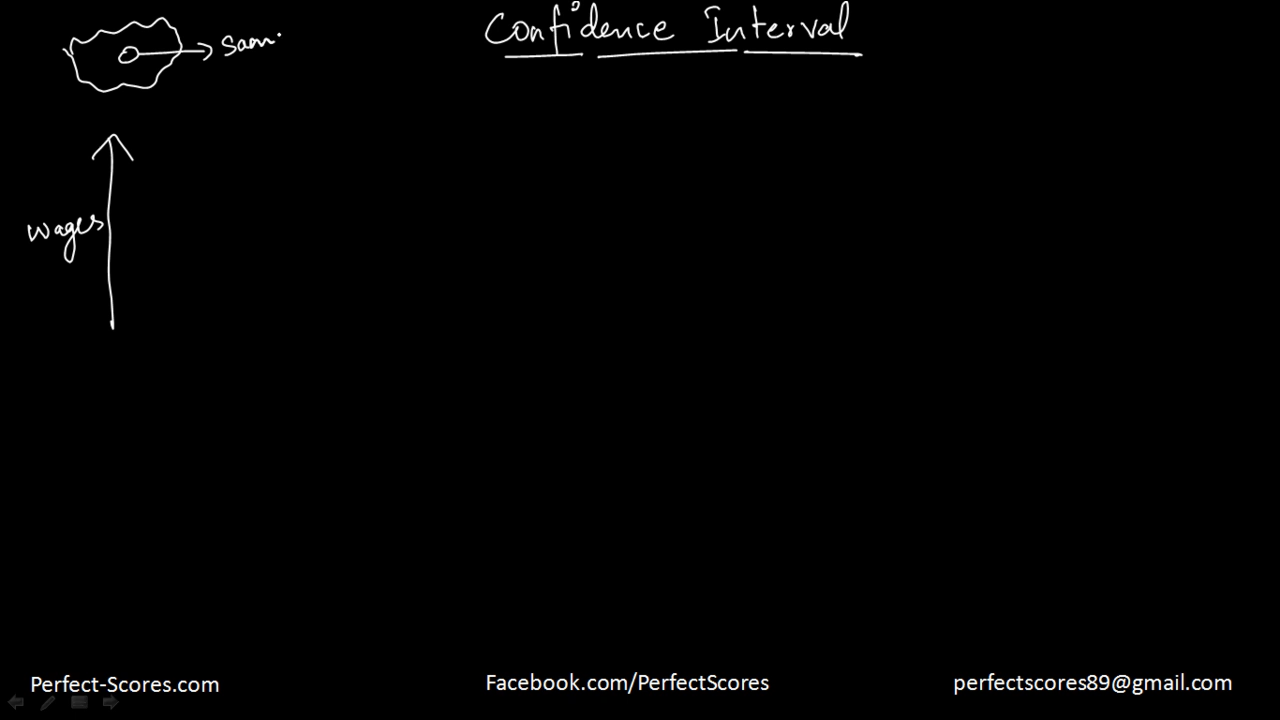 Confidence Interval
sam
wages
Perfect-Scores.com
Facebook.com/PerfectScores
perfectscores89@gmail.com